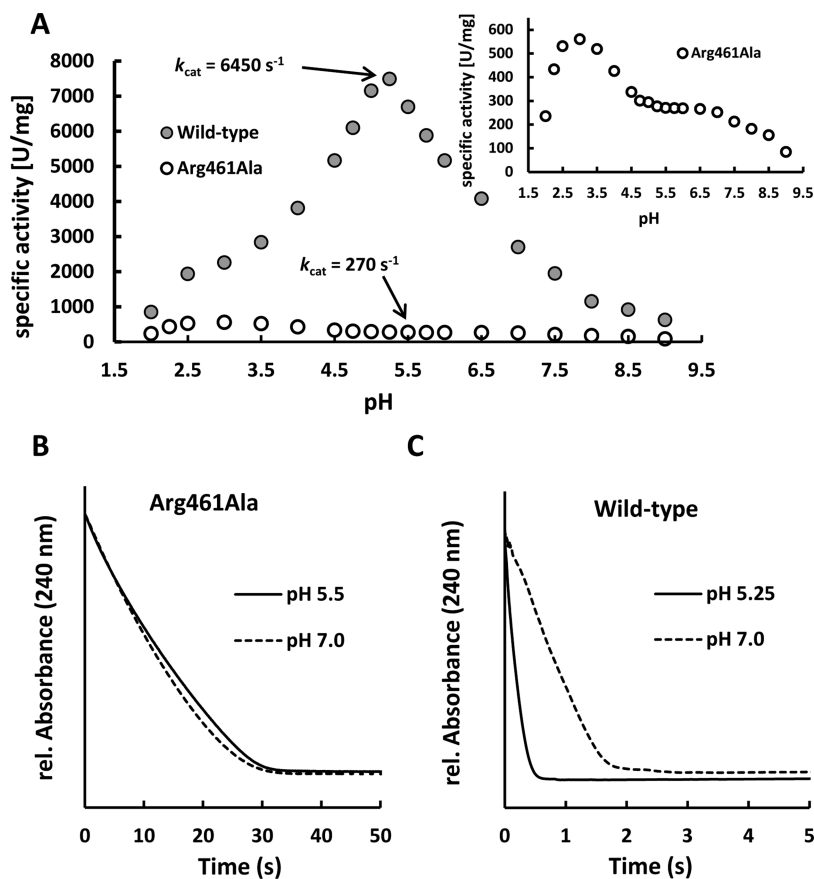 A
specific activity [U/mg]
8000
7000
6000
5000
4000
3000
2000
1000
0
kcat = 6450 s-1
Wild-type
Arg461Ala
kcat = 270 s-1
1.5 2.5 3.5 4.5 5.5 6.5 7.5 8.5 9.5
pH
specific activity [U/mg]
600
500
400
300
200
100
0
Arg461Ala
1.5 2.5 3.5 4.5 5.5 6.5 7.5 8.5 9.5
pH
B
Arg461Ala
rel. Absorbance (240 nm)
pH 5.5
pH 7.0
0 10 20 30 40 50
Time (s)
C
Wild-type
rel. Absorbance (240 nm)
pH 5.25
pH 7.0
0 1 2 3 4 5
Time (s)